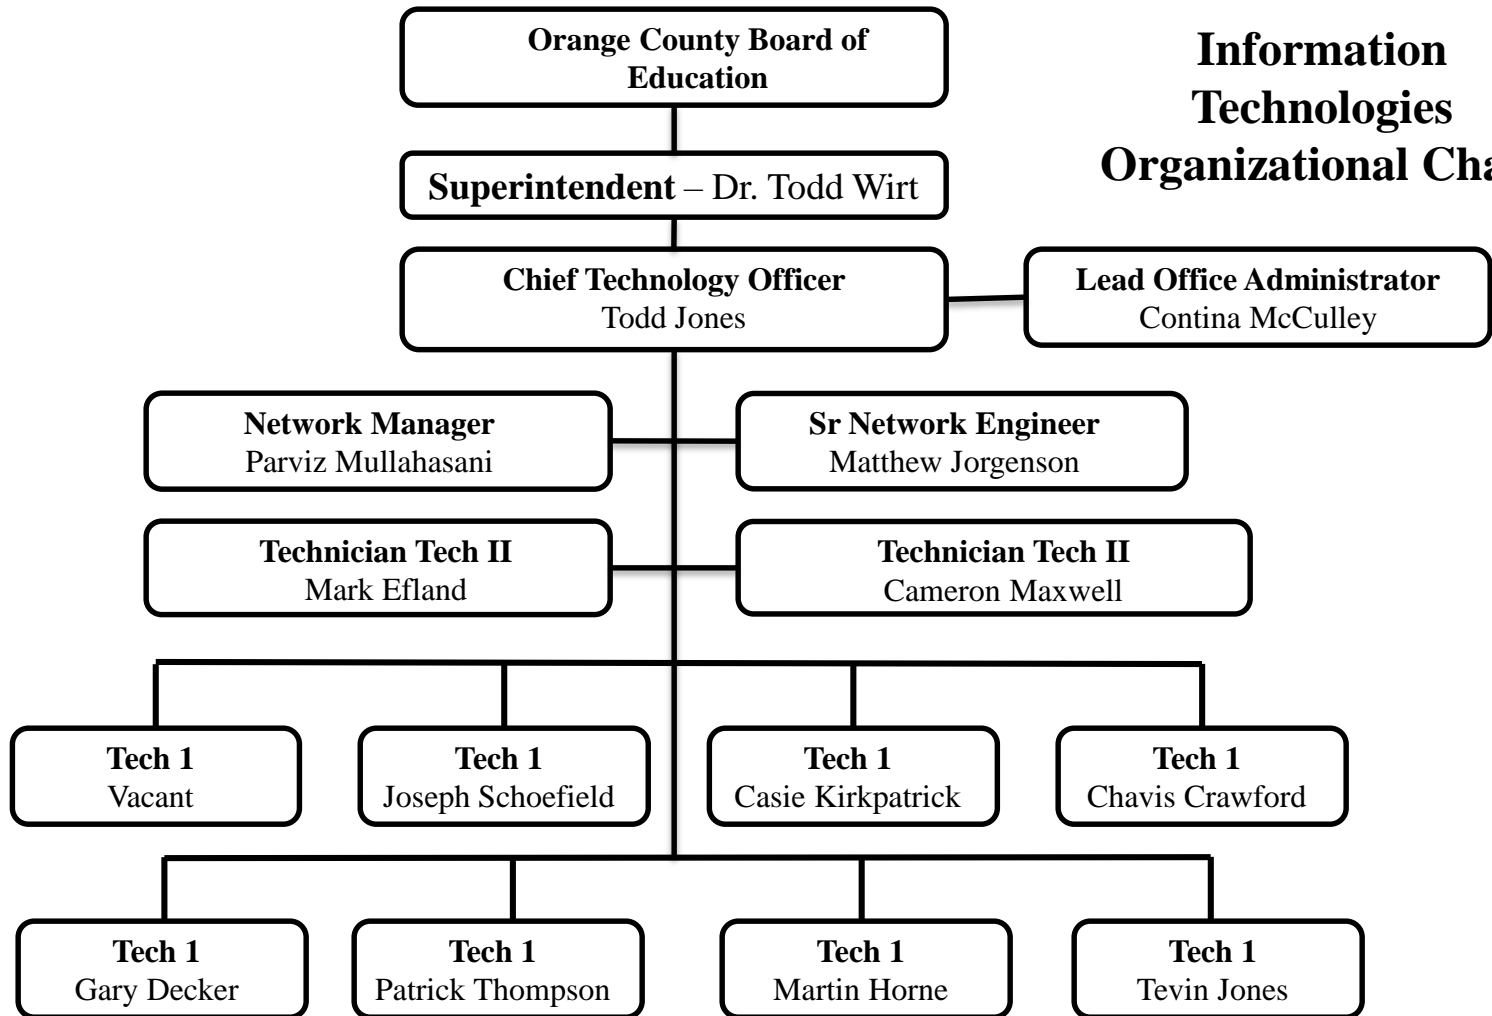 Orange County Board of
Education
Information
Technologies
Organizational Cha
Superintendent – Dr. Todd Wirt
Chief Technology Officer
Todd Jones
Lead Office Administrator
Contina McCulley
Network Manager
Parviz Mullahasani
Sr Network Engineer
Matthew Jorgenson
Technician Tech II
Mark Efland
Technician Tech II
Cameron Maxwell
Tech 1
Vacant
Tech 1
Joseph Schoefield
Tech 1
Casie Kirkpatrick
Tech 1
Chavis Crawford
Tech 1
Gary Decker
Tech 1
Patrick Thompson
Tech 1
Martin Horne
Tech 1
Tevin Jones